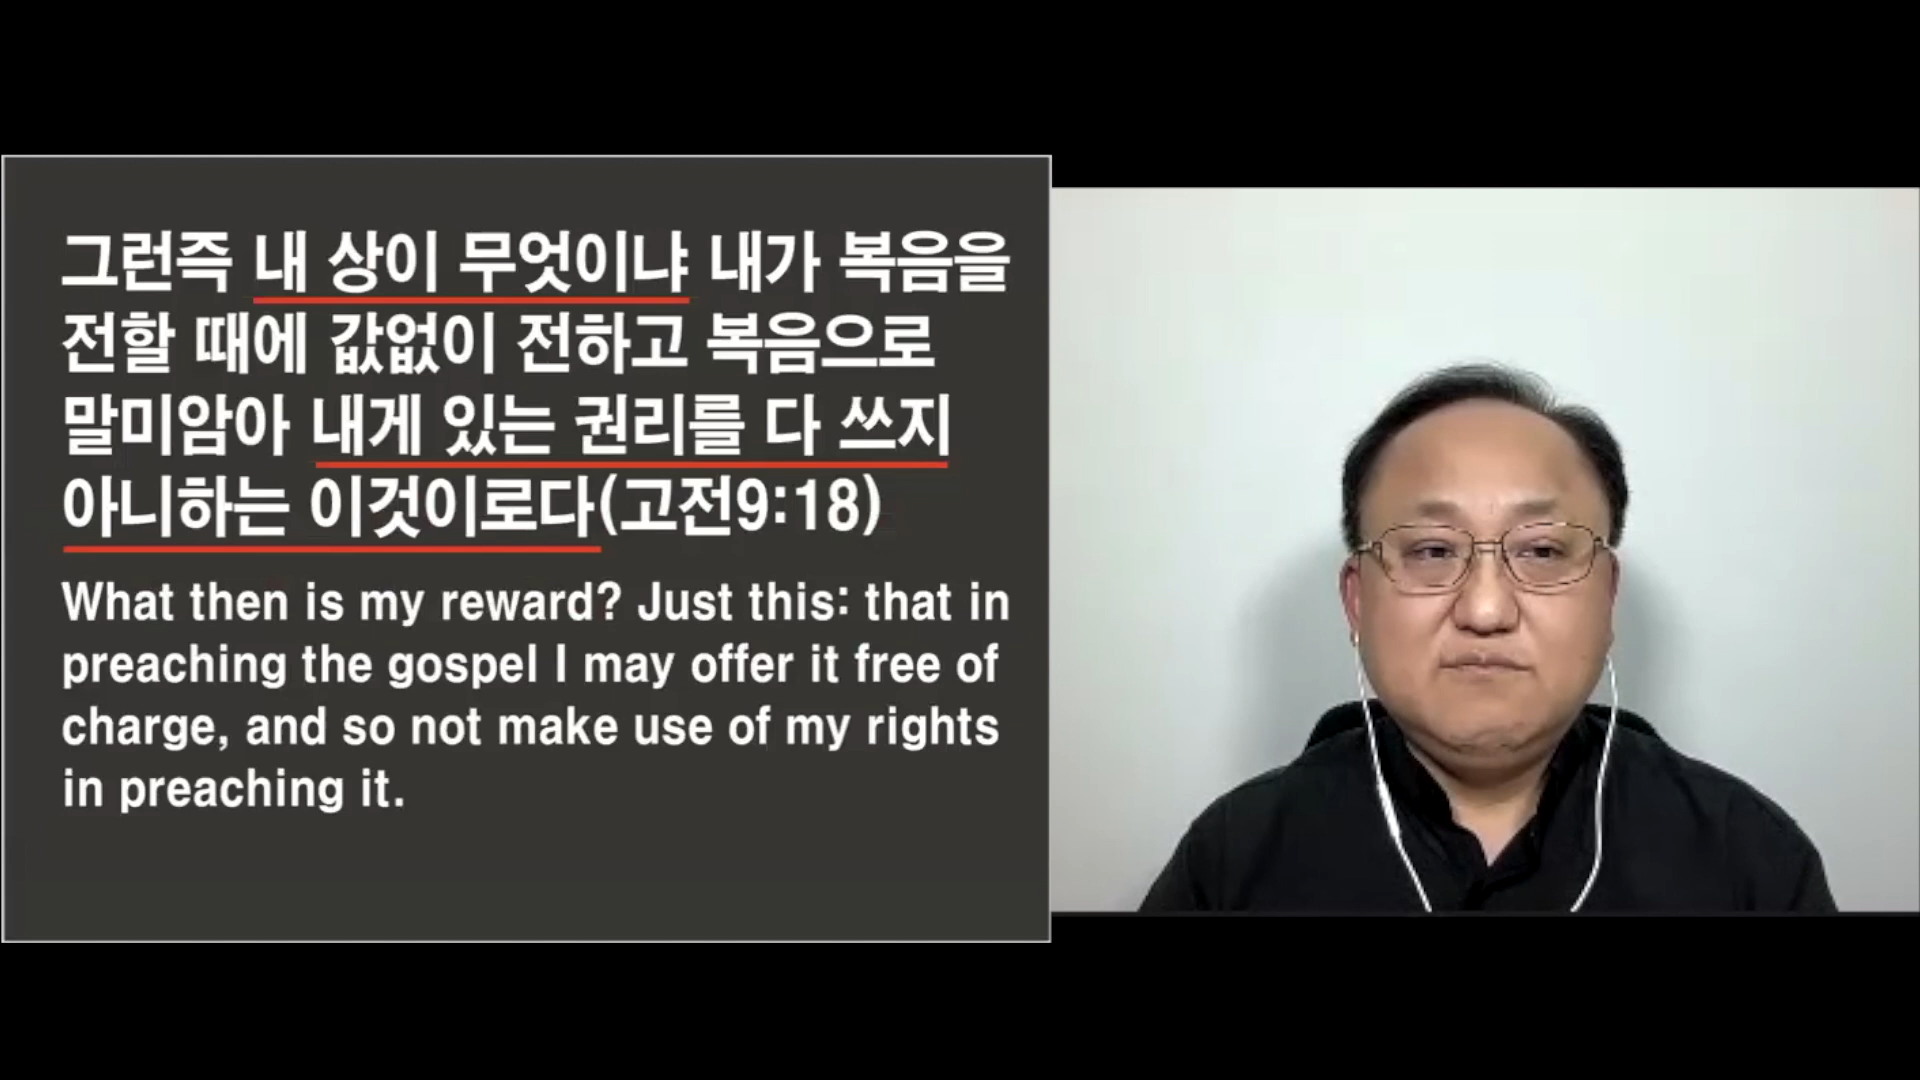 그런즉 내 상이 무엇이냐 내가 복음을
전할 때에 값없이 전하고 복음으로
말미암아 내게 있는 권리를 다 쓰지
아니하는 이것이로다(고전9:18)
What then is my reward? Just this: that in
preaching the gospel I may offer it free of
charge, and so not make use of my rights
in preaching it.